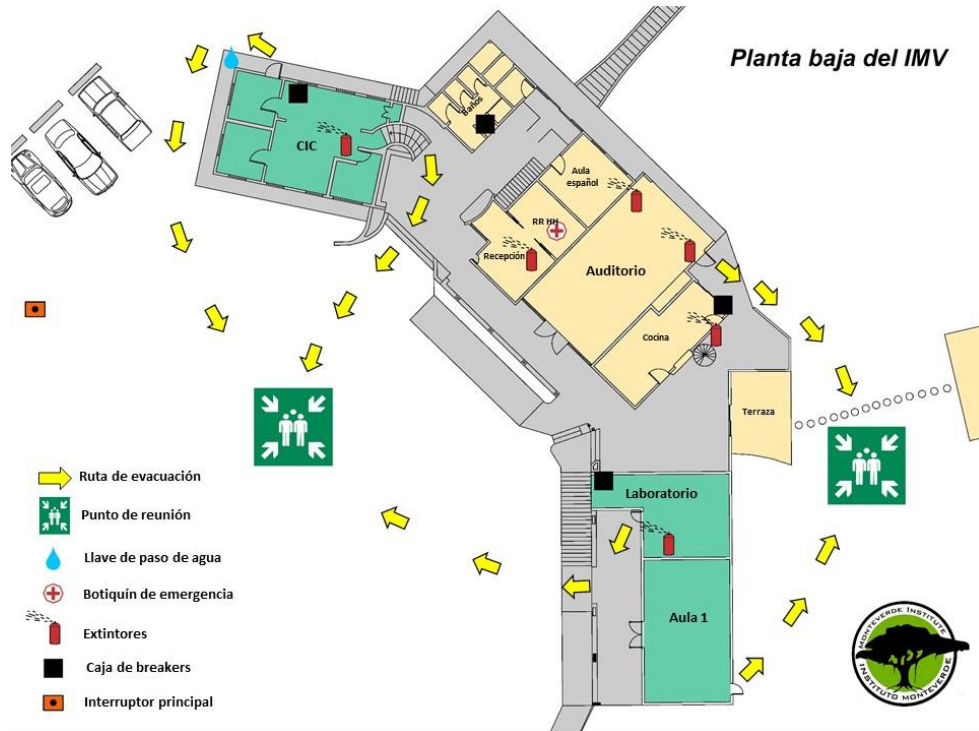 Planta baja del IMV
Baños
CIC
Aula
español
RR HH
Recepción
Auditorio
Cocina
Terraza
Laboratorio
Aula 1
Ruta de evacuación
Punto de reunión
Llave de paso de agua
Botiquín de emergencia
Extintores
Caja de breakers
Interruptor principal
MONTEVERDE INSTITUTE
INSTITUTO MONTEVERDE